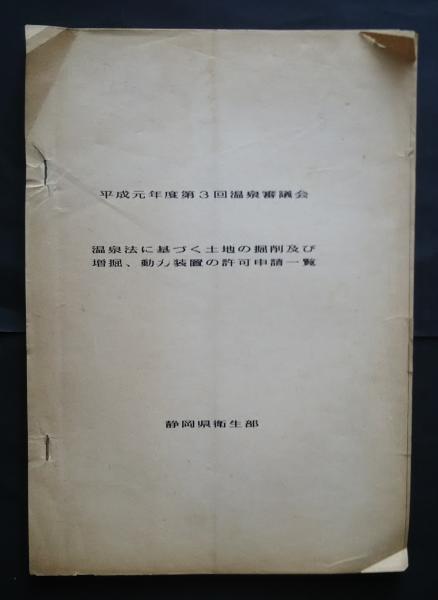 平成元年度第3回温泉審議会
温泉法に基づく土地の掘削及び
増掘、動力装置の許可申請一覧
静岡県衛生部